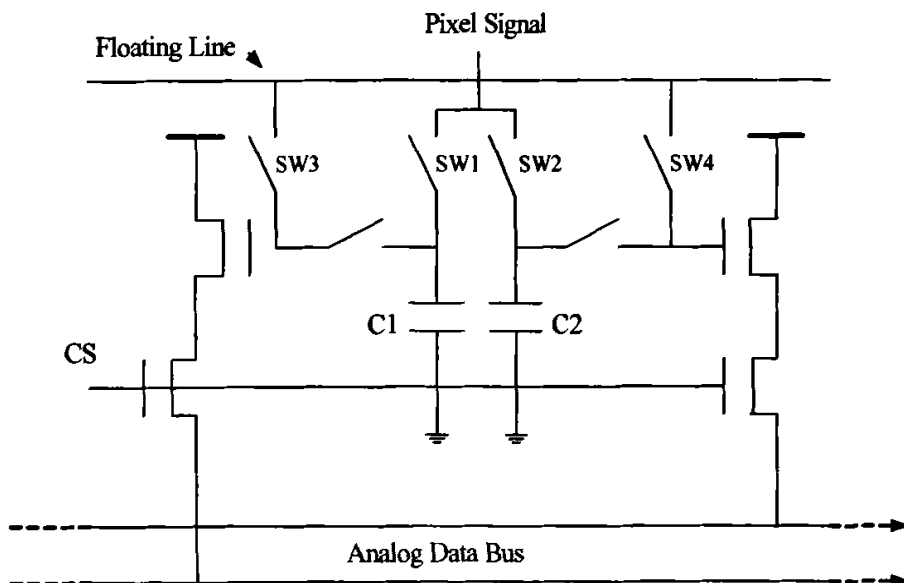 Pixel Signal
Floating Line
SW3
SW1
SW2
SW4
C1
C2
CS
Analog Data Bus